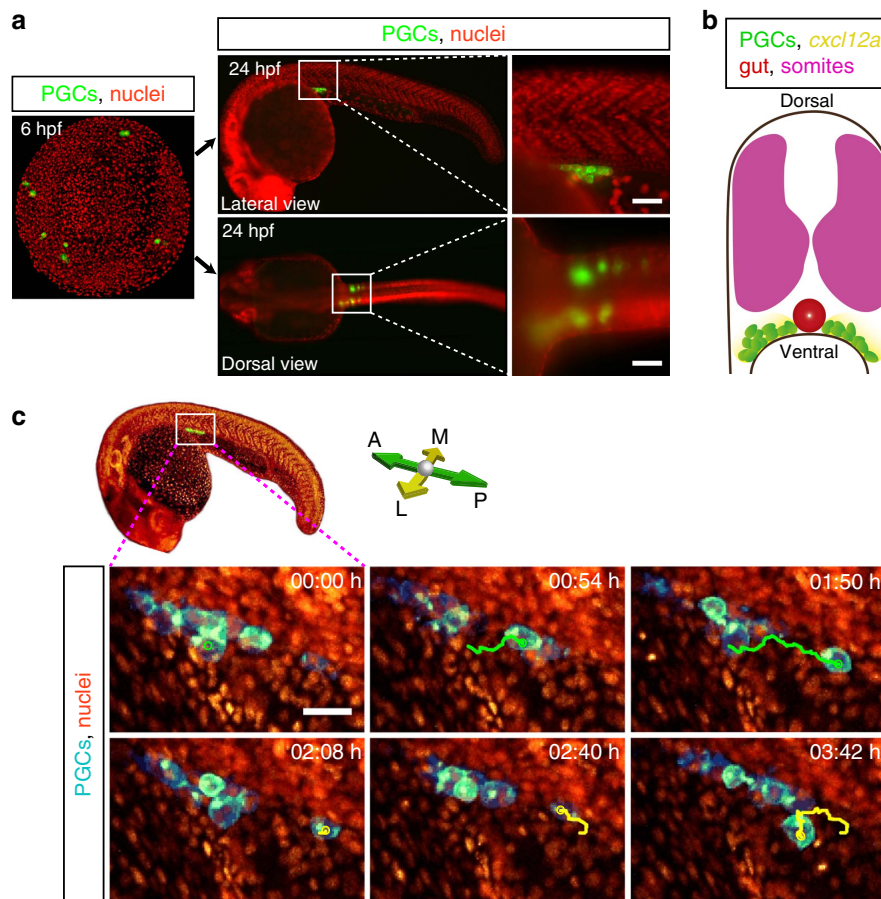 a
PGCs, nuclei
PGCs, nuclei
6 hpf
24 hpf
Lateral view
24 hpf
Dorsal view
b
PGCs, cxcl12a
gut, somites
Dorsal
Ventral
c
A
M
L
P
PGCs, nuclei
00:00 h
00:54 h
01:50 h
02:08 h
02:40 h
03:42 h